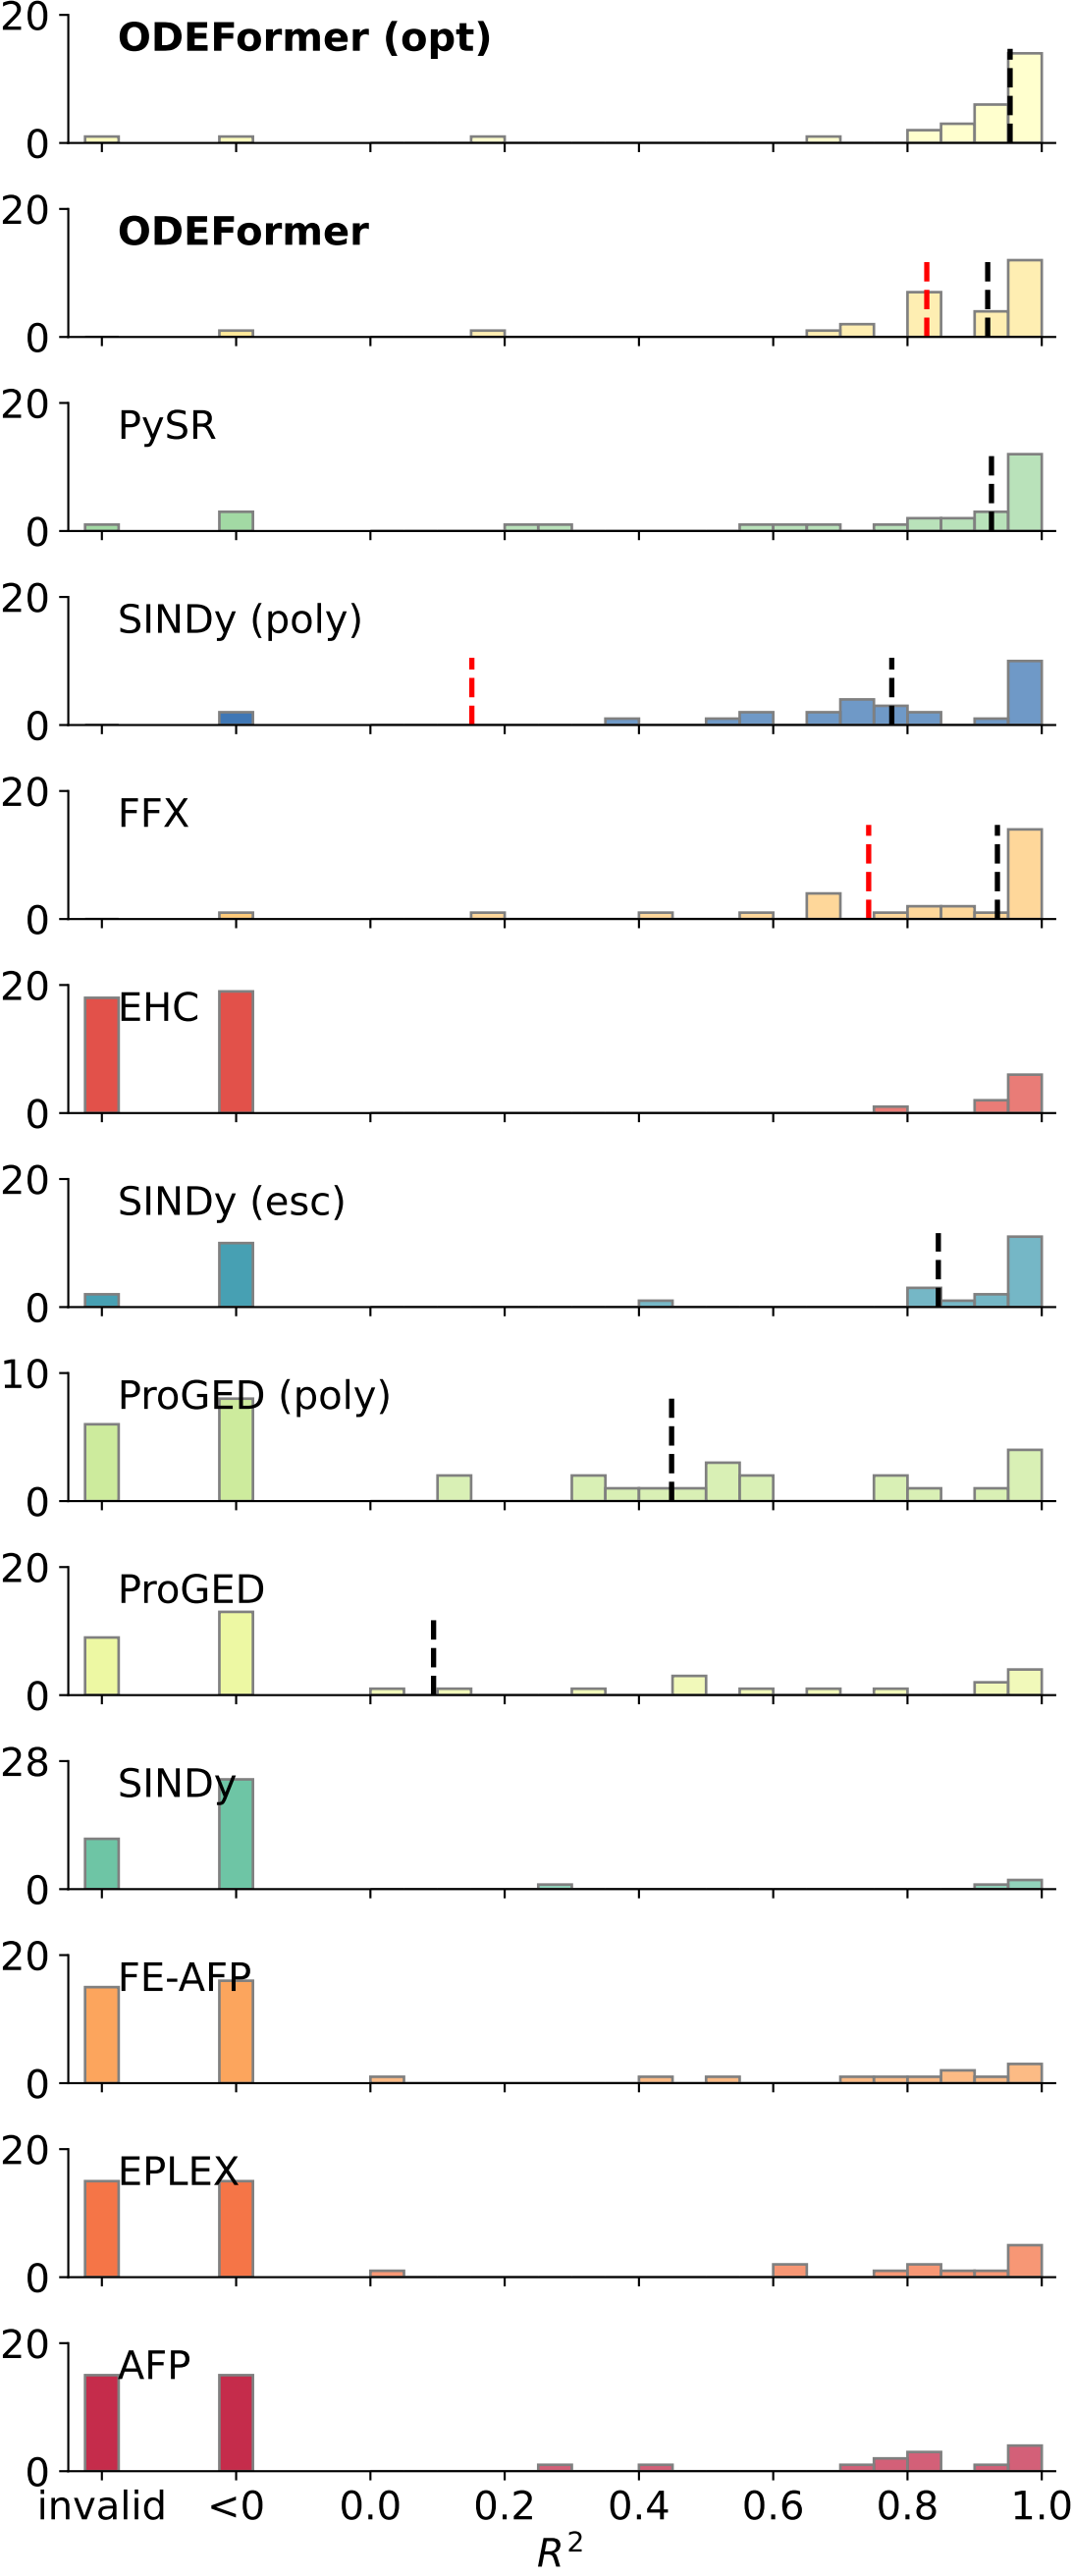 20
ODEFormer (opt)
0
20
ODEFormer
0
20
PySR
0
20
SINDy (poly)
0
20
FFX
0
20
EHC
0
20
SINDy (esc)
0
10
ProGED (poly)
0
20
ProGED
0
28
SINDy
0
20
FE-AFP
0
20
EPLEX
0
20
AFP
0
invalid <0 0.0 0.2 0.4 0.6 0.8 1.0
R²